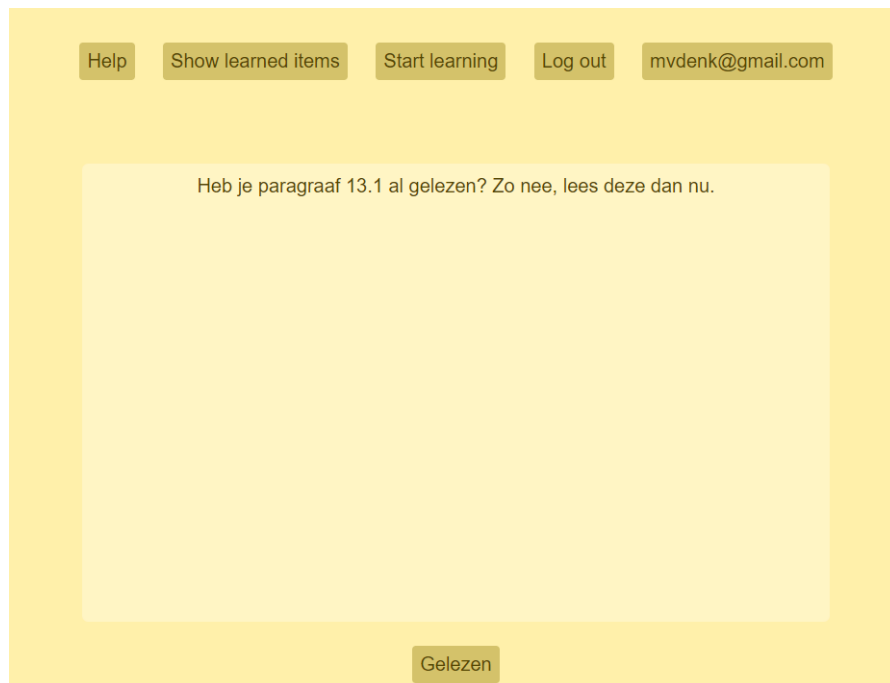 Help Show learned items Start learning Log out mvdenk@gmail.com
Heb je paragraaf 13.1 al gelezen? Zo nee, lees deze dan nu.
Gelezen